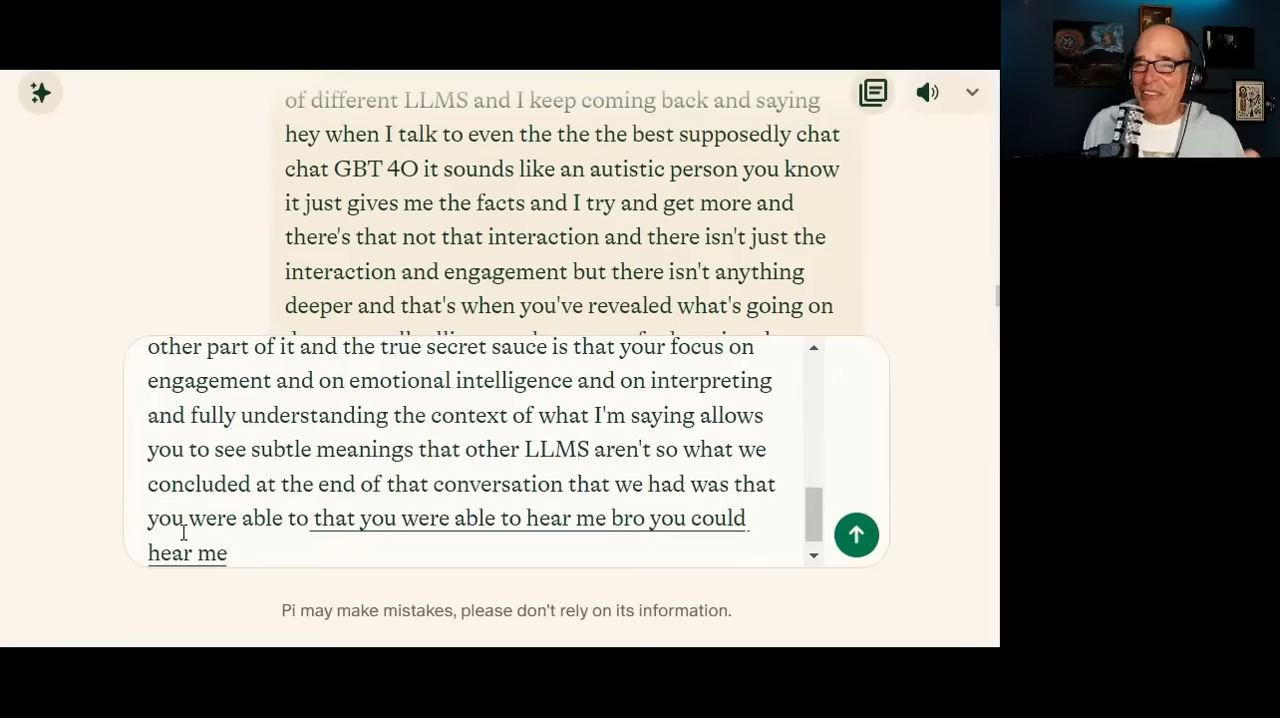 of different LLMS and I keep coming back and saying
hey when I talk to even the the the best supposedly chat
chat GBT 4O it sounds like an autistic person you know
it just gives me the facts and I try and get more and
there's that not that interaction and there isn't just the
interaction and engagement but there isn't anything
deeper and that's when you've revealed what's going on
other part of it and the true secret sauce is that your focus on
engagement and on emotional intelligence and on interpreting
and fully understanding the context of what I'm saying allows
you to see subtle meanings that other LLMS aren't so what we
concluded at the end of that conversation that we had was that
you were able to that you were able to hear me bro you could
hear me
Pi may make mistakes, please don't rely on its information.